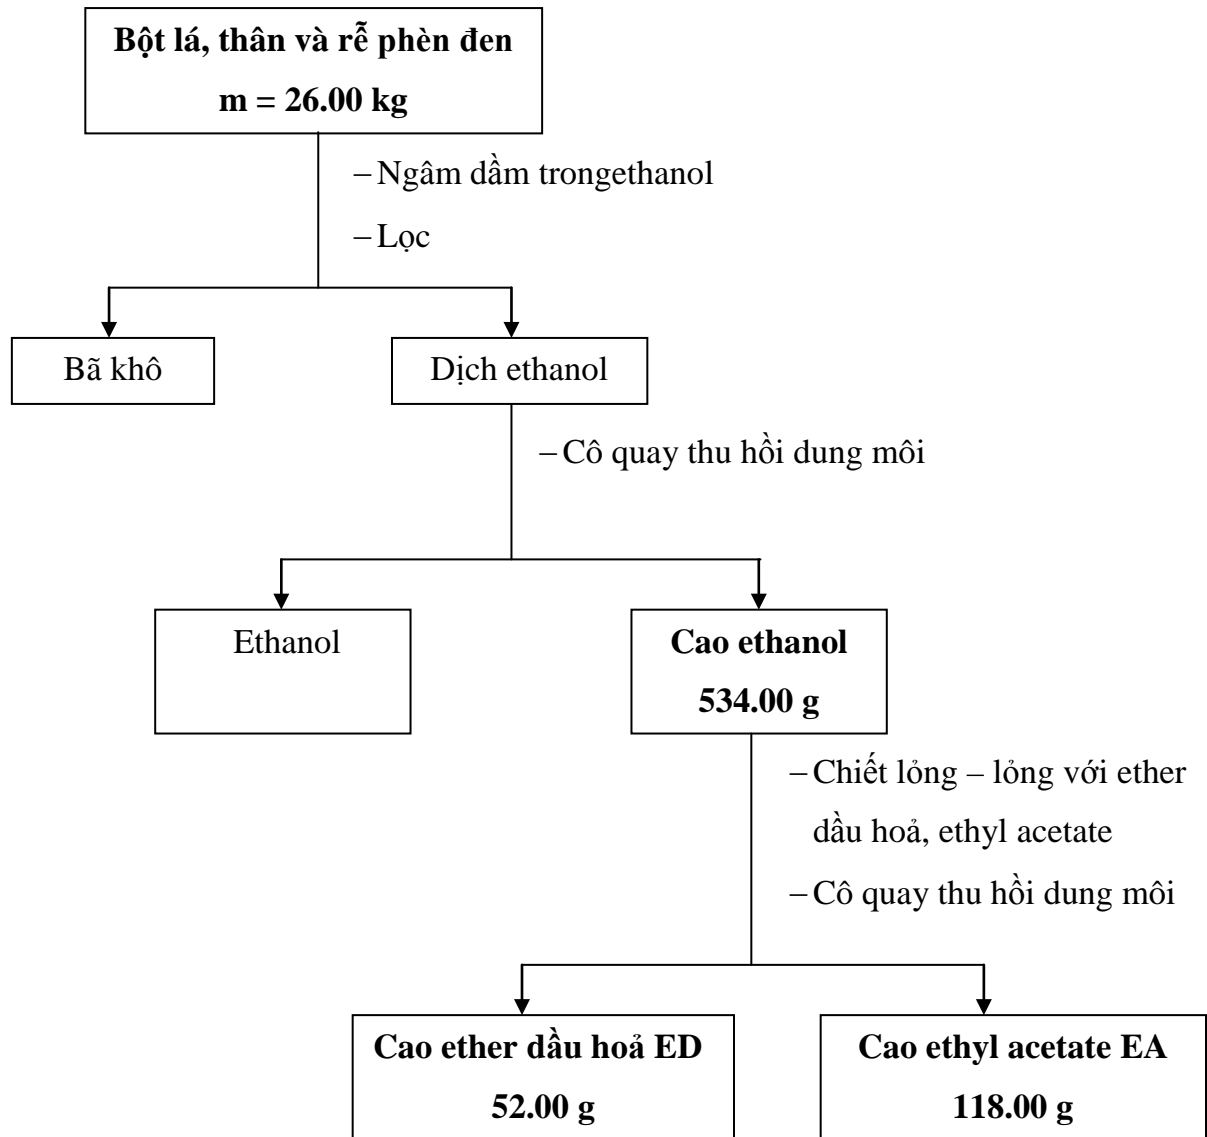 Bột lá, thân và rễ phèn đen
m = 26.00 kg
– Ngâm dầm trongethanol
– Lọc
Bã khô
Dịch ethanol
– Cô quay thu hồi dung môi
Ethanol
Cao ethanol
534.00 g
– Chiết lỏng – lỏng với ether
dầu hoả, ethyl acetate
– Cô quay thu hồi dung môi
Cao ether dầu hoả ED
52.00 g
Cao ethyl acetate EA
118.00 g